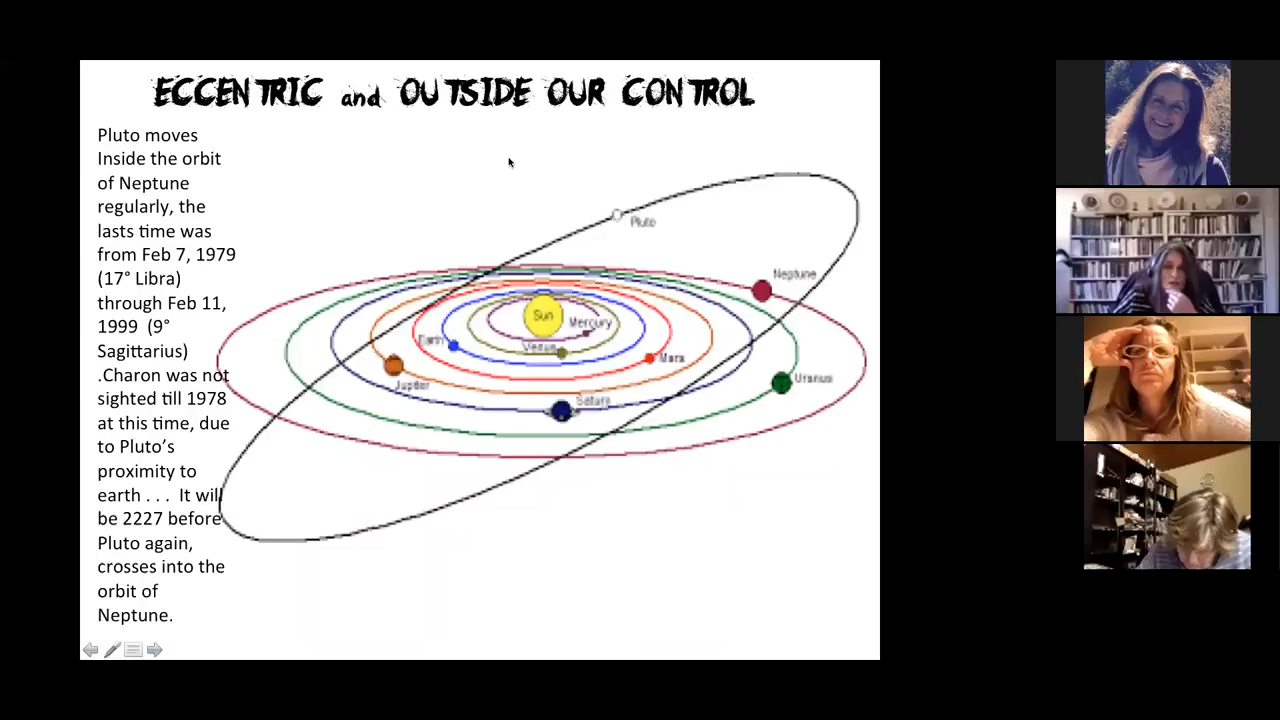 ECCENTRIC and OUTSIDE OUR CONTROL
Pluto moves
Inside the orbit
of Neptune
regularly, the
lasts time was
from Feb 7, 1979
(17° Libra)
through Feb 11,
1999 (9°
Sagittarius)
.Charon was not
sighted till 1978
at this time, due
to Pluto’s
proximity to
earth . . . It will
be 2227 before
Pluto again,
crosses into the
orbit of
Neptune.
Pluto
Neptune
Sun
Mercury
Earth
Venus
Mars
Jupiter
Uranus
Saturn